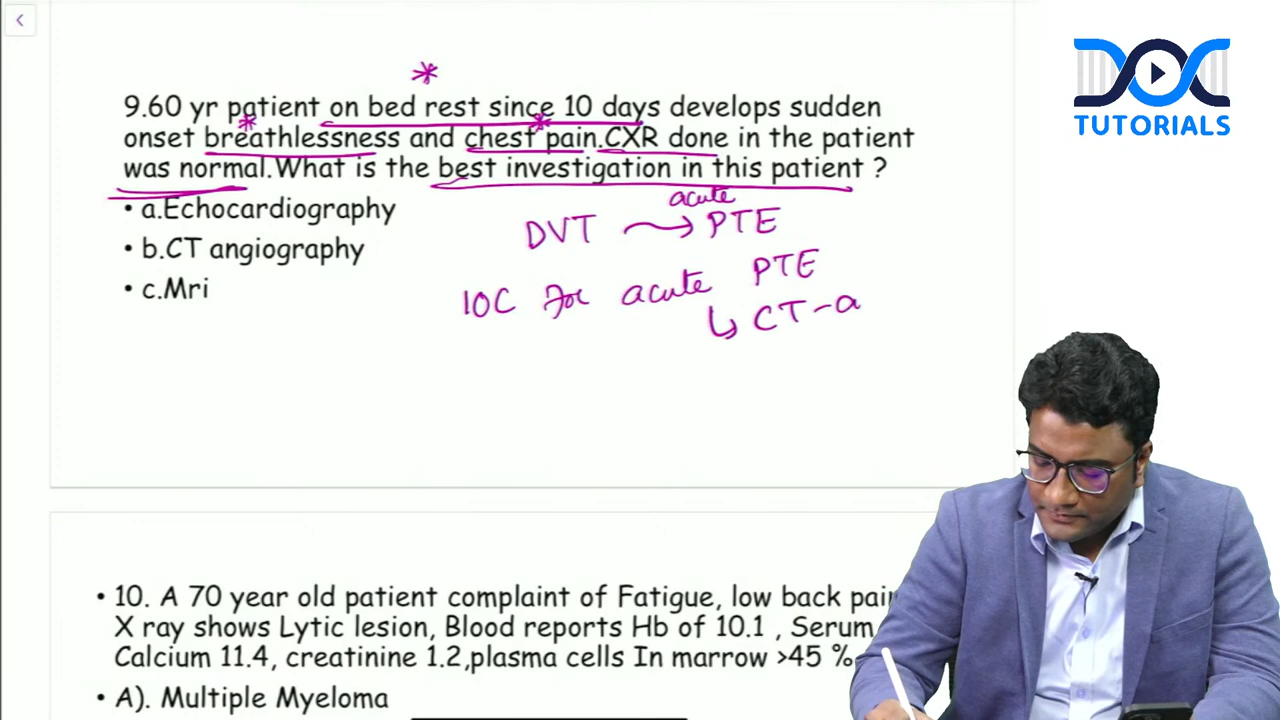 9.60 yr patient on bed rest since 10 days develops sudden
onset breathlessness and chest pain.CXR done in the patient
was normal.What is the best investigation in this patient ?
• a.Echocardiography
• b.CT angiography
• c.Mri
acute
DVT → PTE
IOC for acute PTE
↳ CT-a
• 10. A 70 year old patient complaint of Fatigue, low back pain
X ray shows Lytic lesion, Blood reports Hb of 10.1 , Serum
Calcium 11.4, creatinine 1.2,plasma cells In marrow >45 %
• A). Multiple Myeloma
TUTORIALS